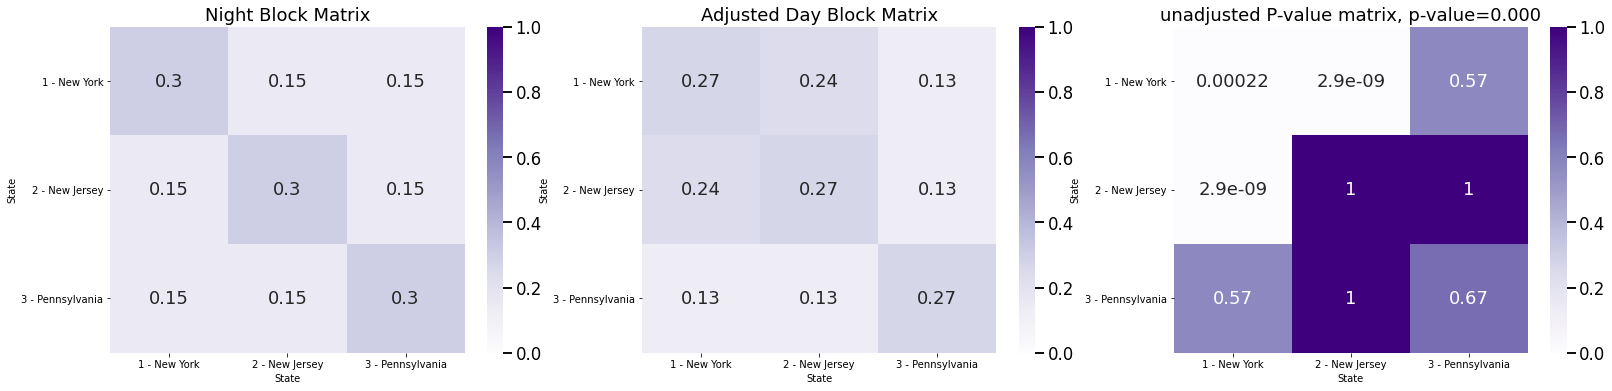 Night Block Matrix
1 - New York
2 - New Jersey
3 - Pennsylvania
State
0.3 0.15 0.15
0.15 0.3 0.15
0.15 0.15 0.3
1 - New York 2 - New Jersey 3 - Pennsylvania
State
1.0
0.8
0.6
0.4
0.2
0.0
Adjusted Day Block Matrix
1 - New York
2 - New Jersey
3 - Pennsylvania
State
0.27 0.24 0.13
0.24 0.27 0.13
0.13 0.13 0.27
1 - New York 2 - New Jersey 3 - Pennsylvania
State
1.0
0.8
0.6
0.4
0.2
0.0
unadjusted P-value matrix, p-value=0.000
1 - New York
2 - New Jersey
3 - Pennsylvania
State
0.00022 2.9e-09 0.57
2.9e-09 1 1
0.57 1 0.67
1 - New York 2 - New Jersey 3 - Pennsylvania
State
1.0
0.8
0.6
0.4
0.2
0.0